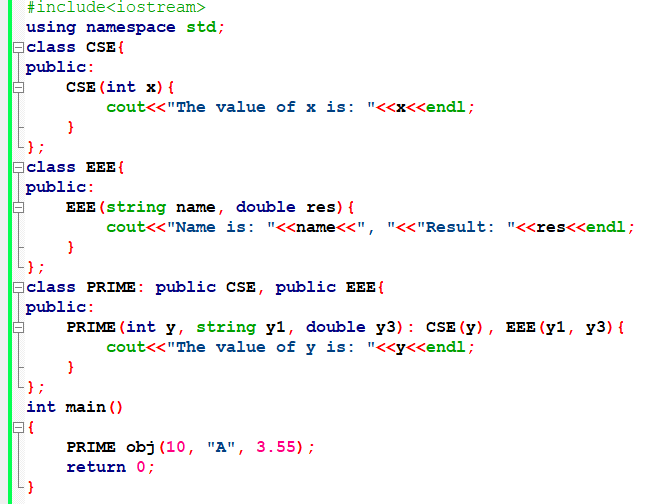 #include<iostream>
using namespace std;
class CSE{
public:
    CSE(int x){
        cout<<"The value of x is: "<<x<<endl;
    }
};
class EEE{
public:
    EEE(string name, double res){
        cout<<"Name is: "<<name<<", "<<"Result: "<<res<<endl;
    }
};
class PRIME: public CSE, public EEE{
public:
    PRIME(int y, string y1, double y3): CSE(y), EEE(y1, y3){
        cout<<"The value of y is: "<<y<<endl;
    }
};
int main()
{
    PRIME obj(10, "A", 3.55);
    return 0;
}